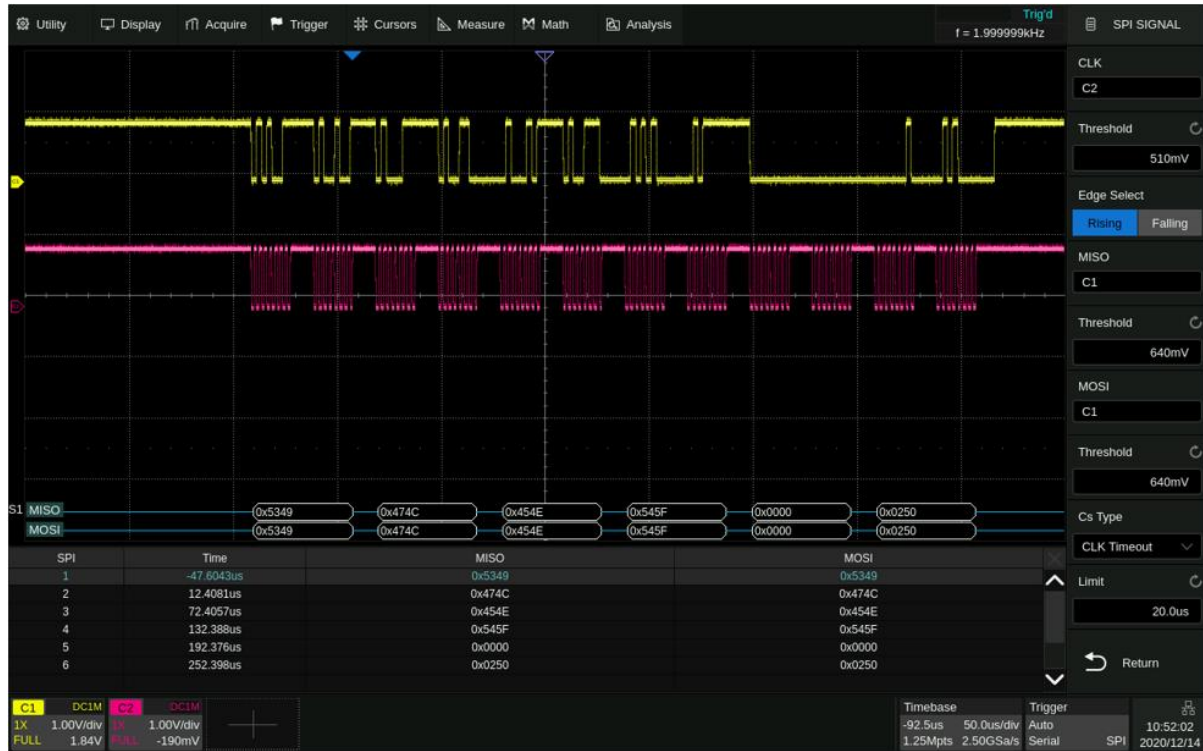 Utility Display Acquire Trigger Cursors Measure Math Analysis
Trig'd
f = 1.999999kHz
SPI SIGNAL
CLK
C2
Threshold
510mV
Edge Select
Rising Falling
MISO
C1
Threshold
640mV
MOSI
C1
Threshold
640mV
Cs Type
CLK Timeout
Limit
20.0us
Return
S1 MISO 0x5349 0x474C 0x454E 0x545F 0x0000 0x0250
MOSI 0x5349 0x474C 0x454E 0x545F 0x0000 0x0250
SPI Time MISO MOSI
1 -47.6043us 0x5349 0x5349
2 12.4081us 0x474C 0x474C
3 72.4057us 0x454E 0x454E
4 132.388us 0x545F 0x545F
5 192.376us 0x0000 0x0000
6 252.398us 0x0250 0x0250
C1 DC1M C2 DC1M
1X 1.00V/div 1X 1.00V/div
FULL 1.84V FULL -190mV
Timebase Trigger
-92.5us 50.0us/div Auto
1.25Mpts 2.50GSa/s Serial SPI
10:52:02
2020/12/14